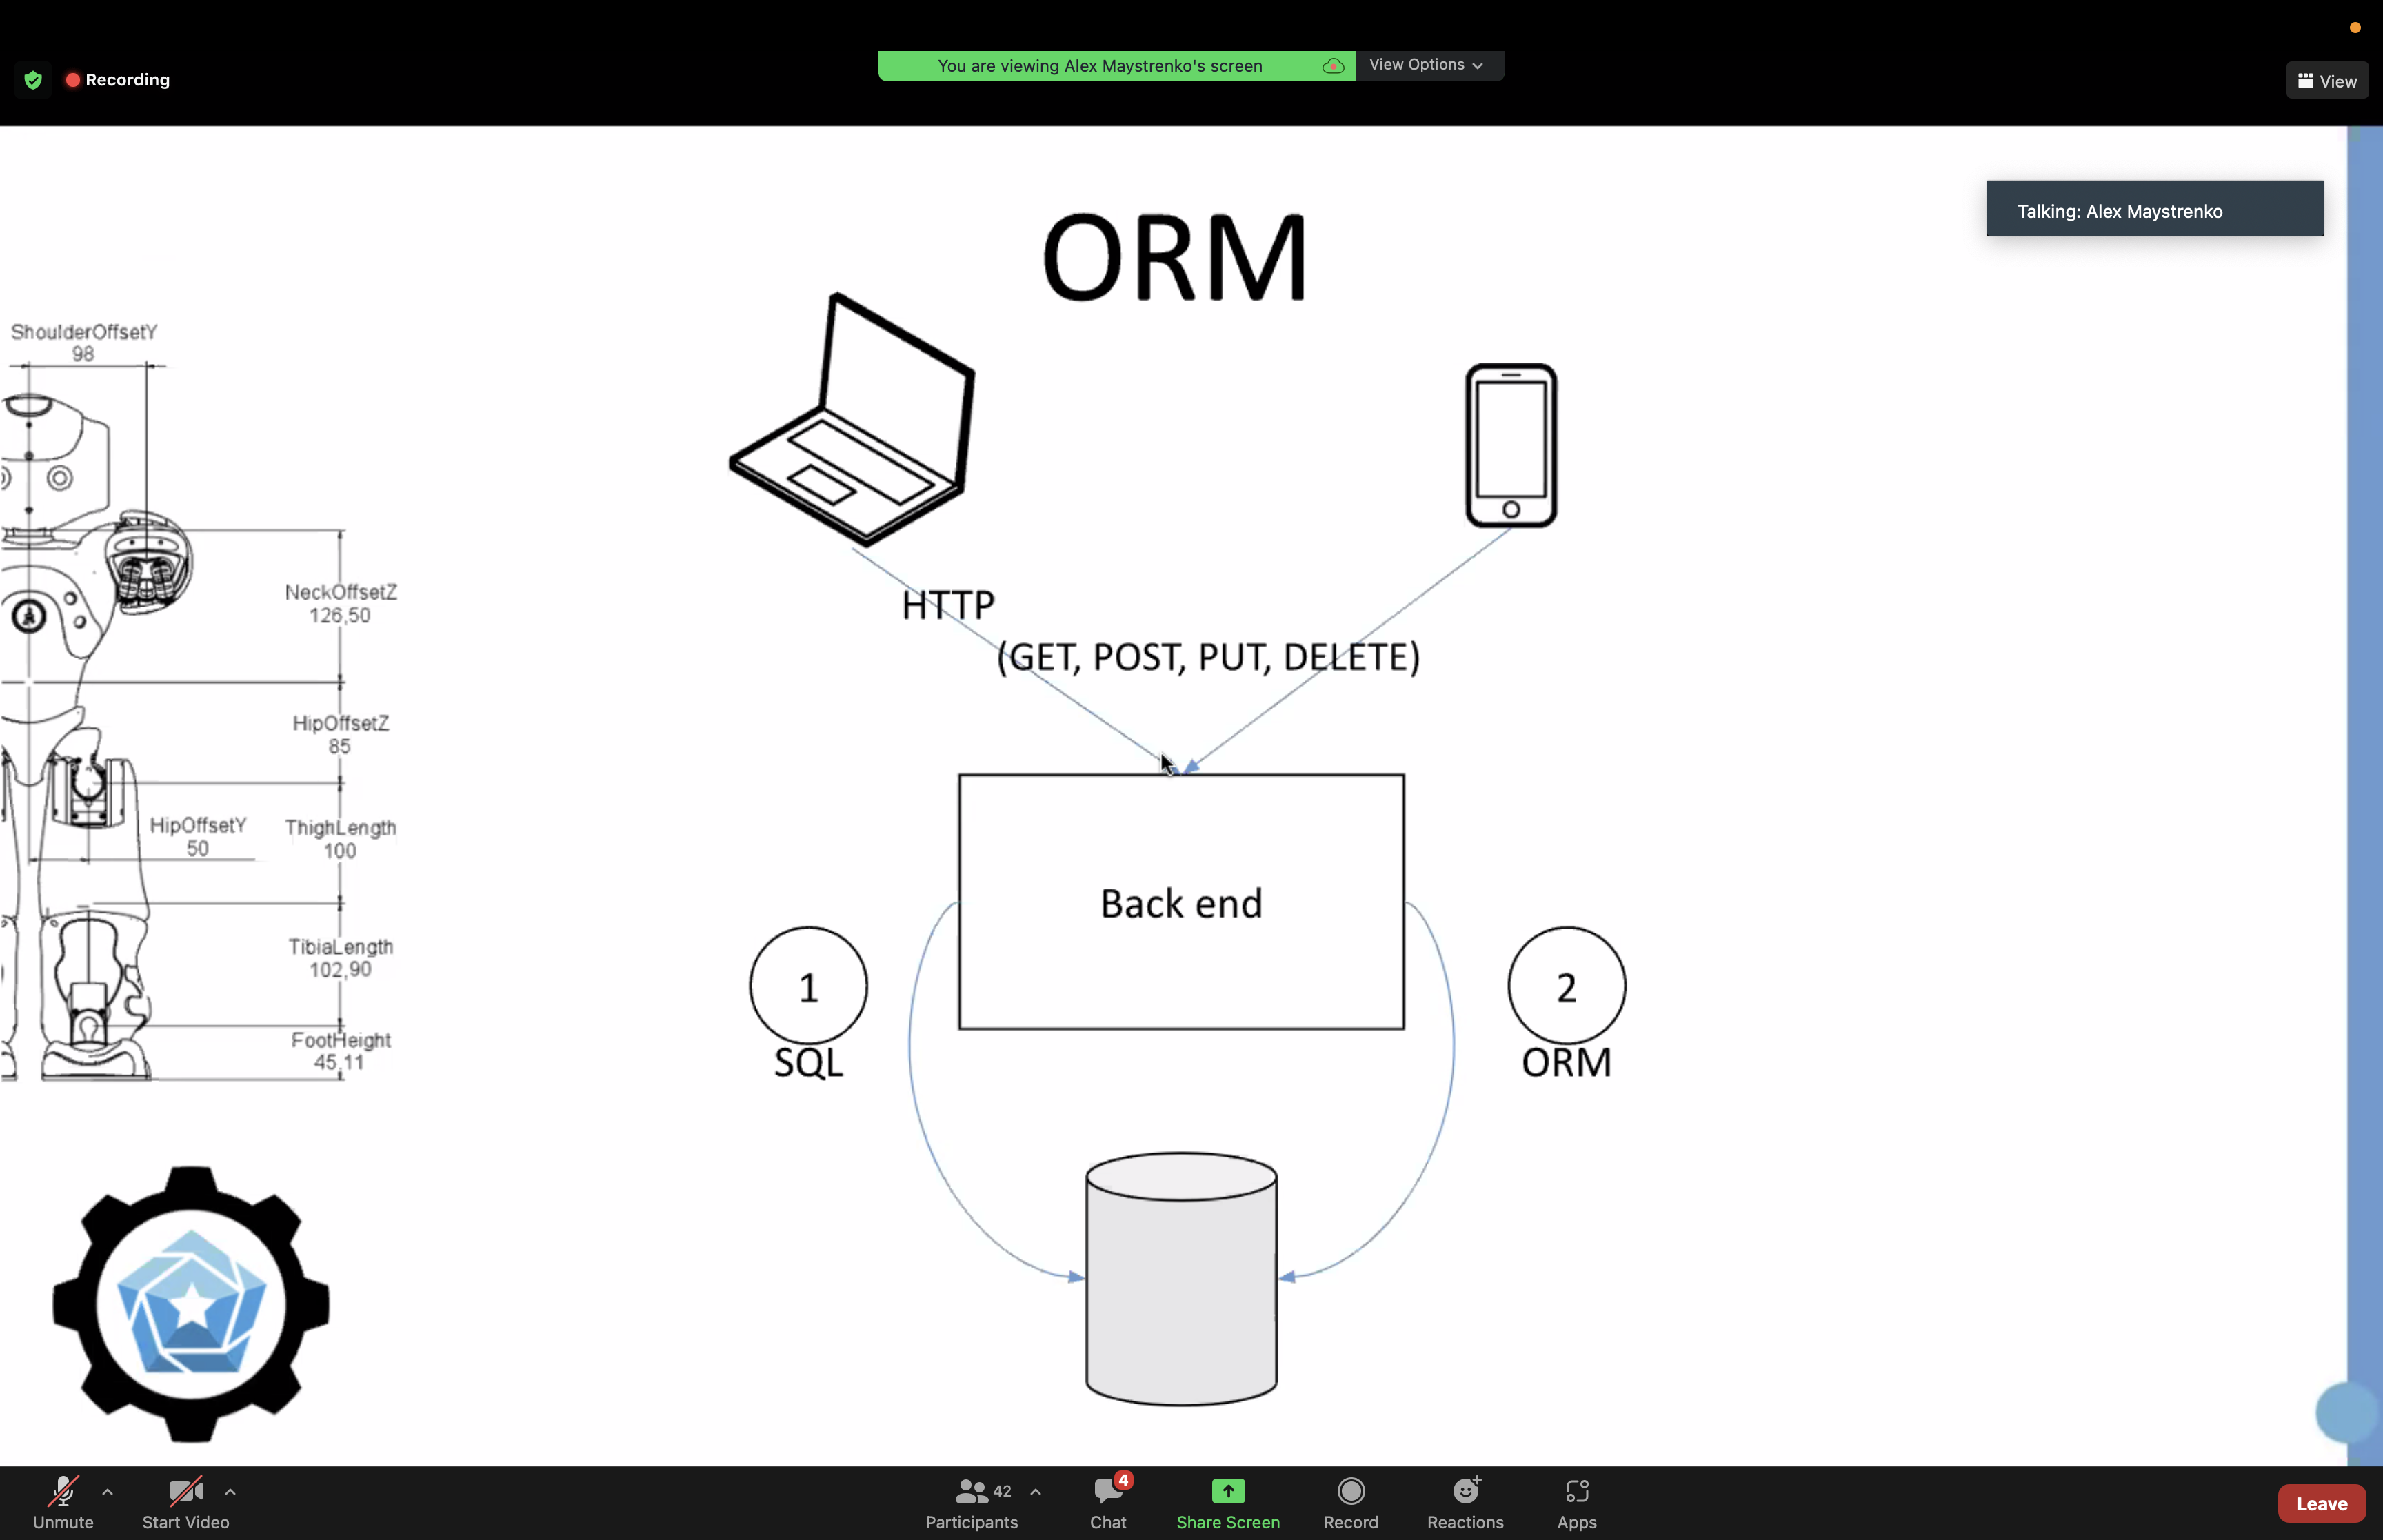 Recording
You are viewing Alex Maystrenko's screen
View Options
View
Talking: Alex Maystrenko
ORM
ShoulderOffsetY
98
NeckOffsetZ
126,50
HipOffsetZ
85
HipOffsetY
50
ThighLength
100
TibiaLength
102,90
FootHeight
45,11
HTTP
(GET, POST, PUT, DELETE)
Back end
1
SQL
2
ORM
Unmute
Start Video
42
Participants
4
Chat
Share Screen
Record
Reactions
Apps
Leave